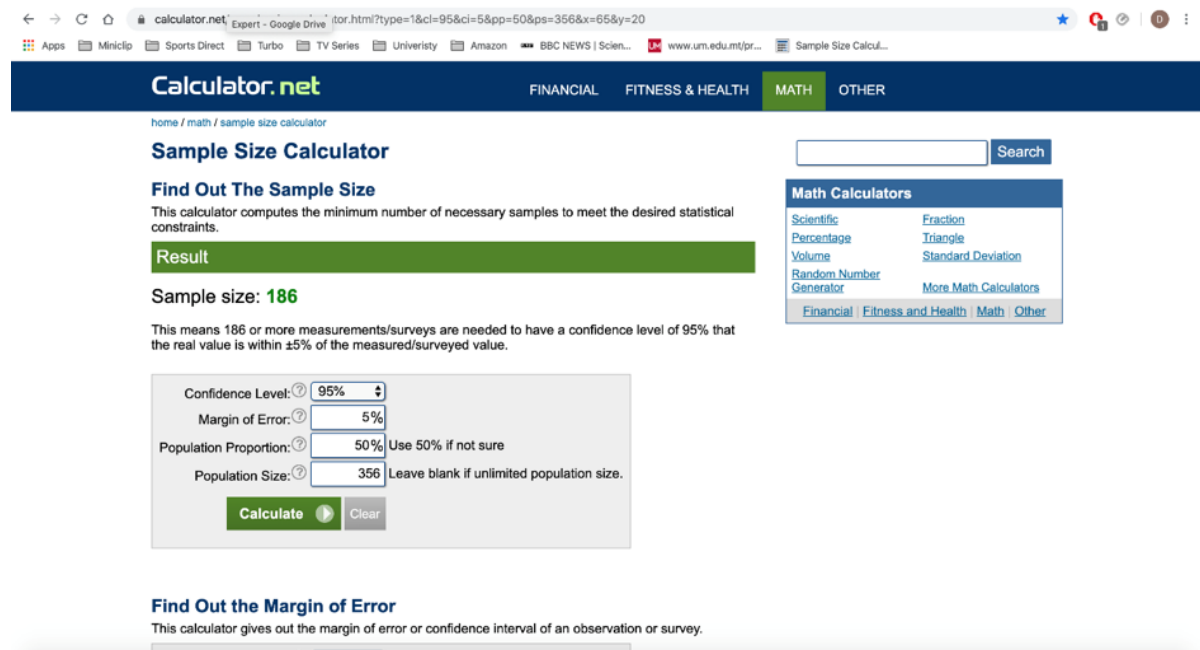 calculator.net
Expert - Google Drive
tor.html?type=1&cl=95&ci=5&pp=50&ps=356&x=65&y=20
1
D
Apps Miniclip Sports Direct Turbo TV Series Univeristy Amazon BBC NEWS | Scien... UM www.um.edu.mt/pr... Sample Size Calcul...
Calculator.net
FINANCIAL FITNESS & HEALTH MATH OTHER
home / math / sample size calculator
Sample Size Calculator
Search
Find Out The Sample Size
This calculator computes the minimum number of necessary samples to meet the desired statistical
constraints.
Result
Sample size: 186
This means 186 or more measurements/surveys are needed to have a confidence level of 95% that
the real value is within ±5% of the measured/surveyed value.
Confidence Level: ? 95%
Margin of Error: ? 5%
Population Proportion: ? 50% Use 50% if not sure
Population Size: ? 356 Leave blank if unlimited population size.
Calculate Clear
Math Calculators
Scientific Fraction
Percentage Triangle
Volume Standard Deviation
Random Number
Generator More Math Calculators
Financial | Fitness and Health | Math | Other
Find Out the Margin of Error
This calculator gives out the margin of error or confidence interval of an observation or survey.